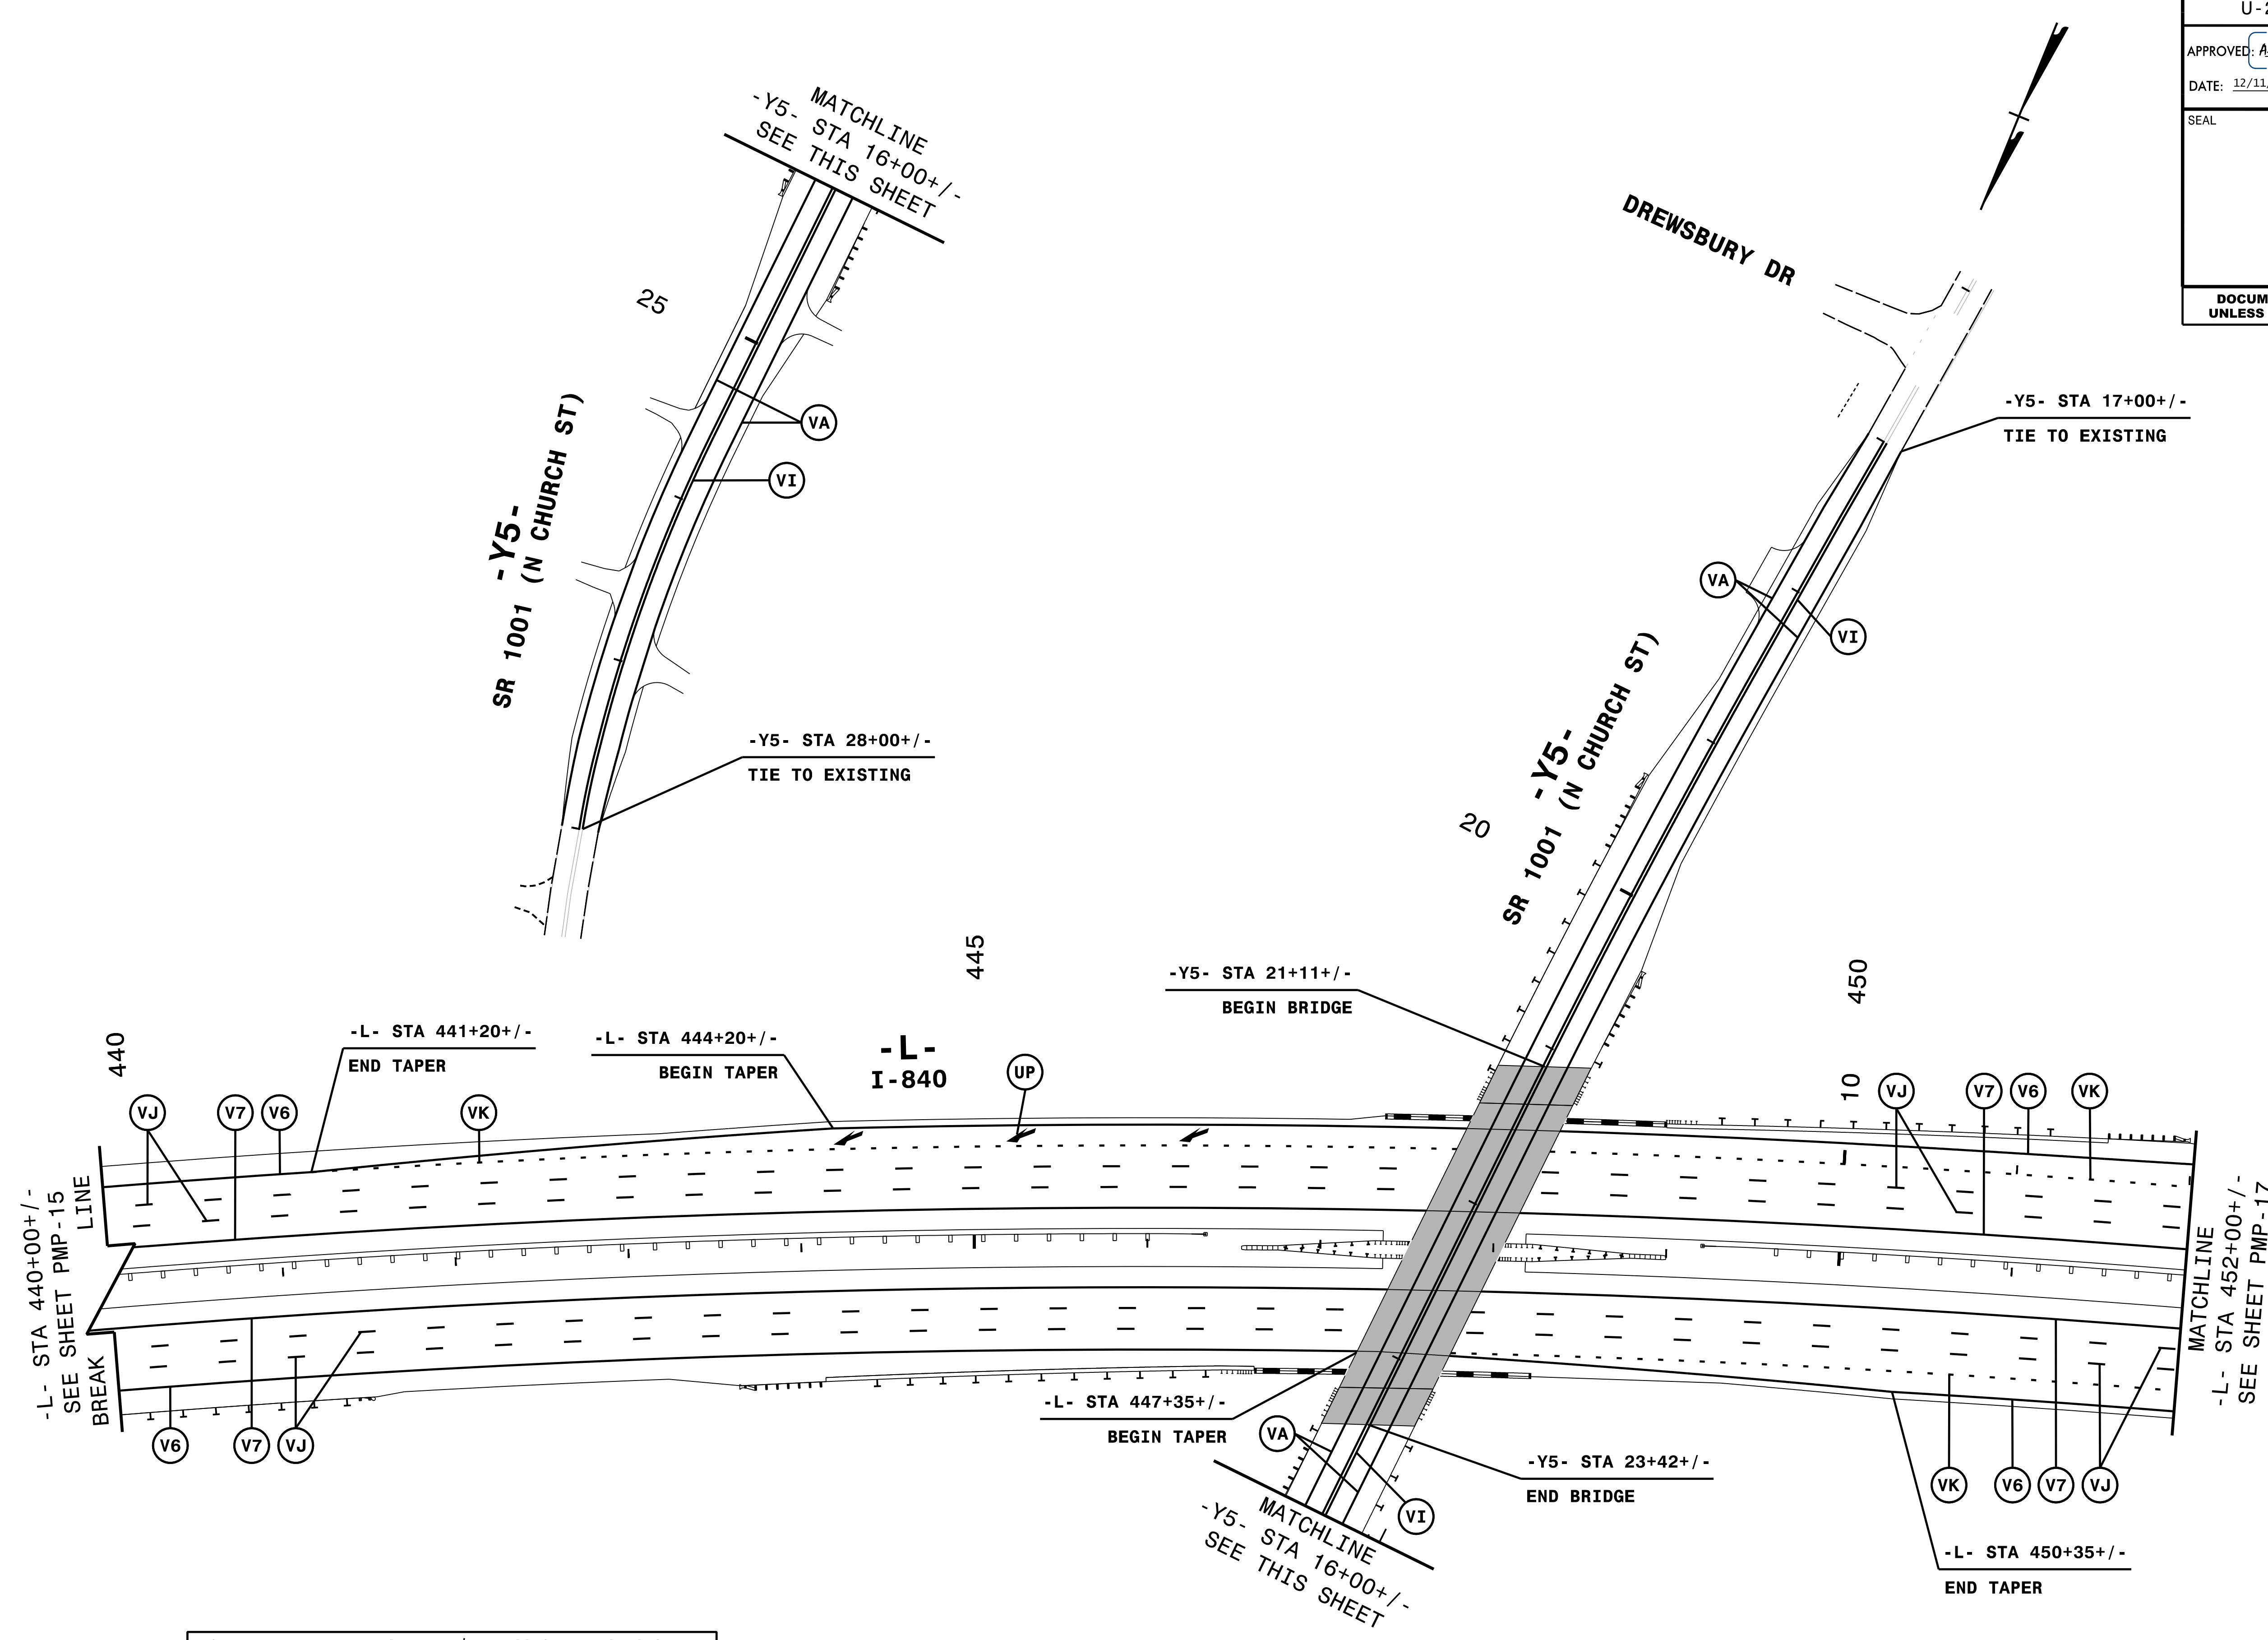 U-2
APPROVED:
DATE: 12/11/
SEAL
DOCUM
UNLESS
MATCHLINE
-Y5- STA 16+00+/-
SEE THIS SHEET
25
-Y5-
SR 1001 (N CHURCH ST)
VA
VI
-Y5- STA 28+00+/-
TIE TO EXISTING
DREWSBURY DR
-Y5- STA 17+00+/-
TIE TO EXISTING
VA
VI
-Y5-
SR 1001 (N CHURCH ST)
20
-Y5- STA 21+11+/-
BEGIN BRIDGE
440
445
450
10
-L- STA 441+20+/-
END TAPER
-L- STA 444+20+/-
BEGIN TAPER
-L-
I-840
UP
VJ
V7
V6
VK
VJ
V7
V6
VK
-L- STA 440+00+/-
SEE SHEET PMP-15
BREAK LINE
MATCHLINE
-L- STA 452+00+/-
SEE SHEET PMP-17
V6
V7
VJ
-L- STA 447+35+/-
BEGIN TAPER
VA
VI
-Y5- STA 23+42+/-
END BRIDGE
VK
V6
V7
VJ
-L- STA 450+35+/-
END TAPER
MATCHLINE
-Y5- STA 16+00+/-
SEE THIS SHEET